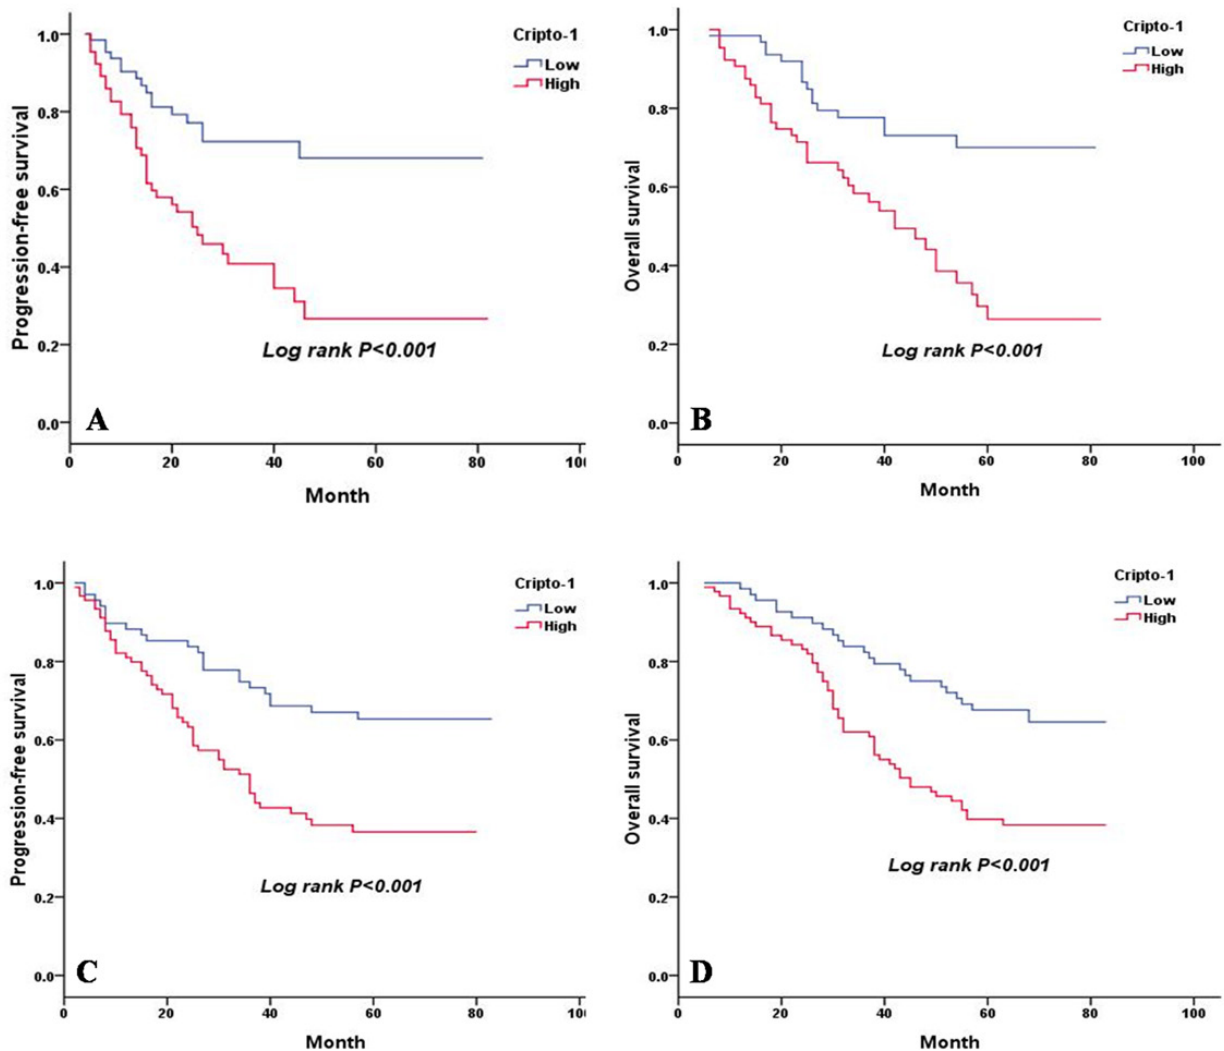 Progression-free survival
1.0
0.8
0.6
0.4
0.2
0.0
Cripto-1
Low
High
Log rank P<0.001
A
0 20 40 60 80 10
Month
Overall survival
1.0
0.8
0.6
0.4
0.2
0.0
Cripto-1
Low
High
Log rank P<0.001
B
0 20 40 60 80 100
Month
Progression-free survival
1.0
0.8
0.6
0.4
0.2
0.0
Cripto-1
Low
High
Log rank P<0.001
C
0 20 40 60 80 10
Month
Overall survival
1.0
0.8
0.6
0.4
0.2
0.0
Cripto-1
Low
High
Log rank P<0.001
D
0 20 40 60 80 100
Month